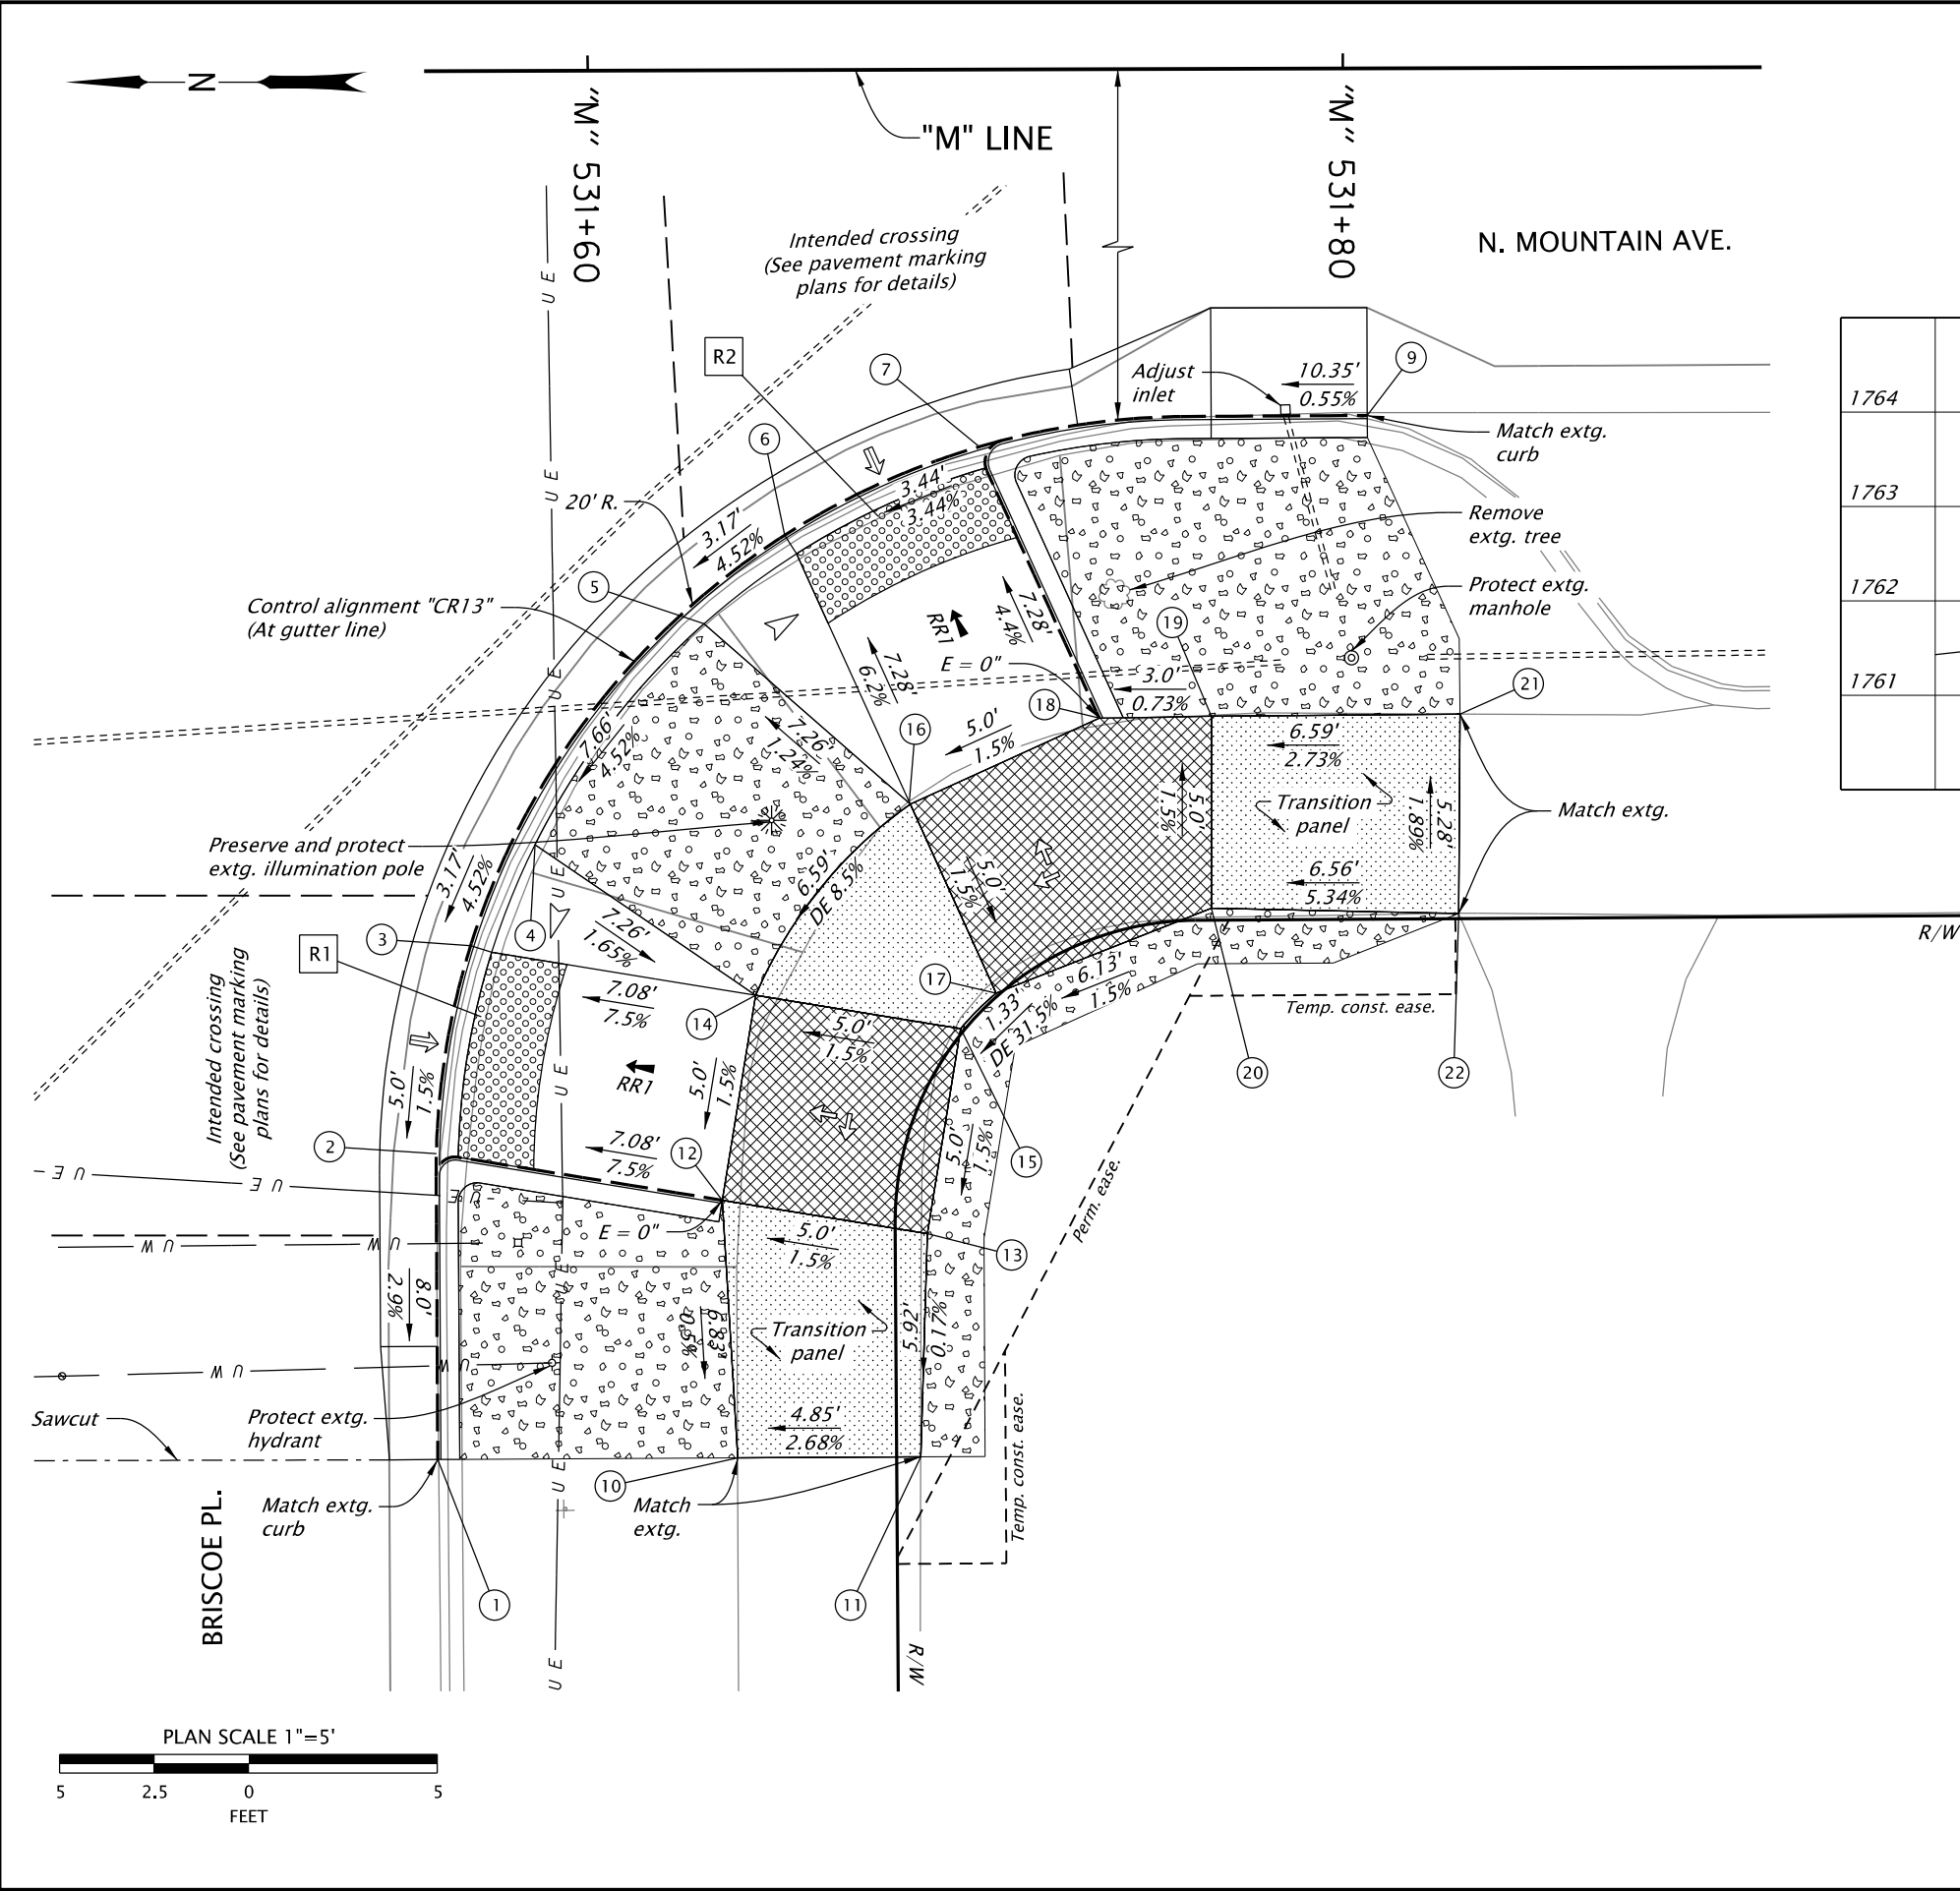 N
"M" 531+60
"M" LINE
"M" 531+80
N. MOUNTAIN AVE.
Intended crossing
(See pavement marking
plans for details)
U E
R2
7
Adjust
inlet
10.35'
0.55%
9
1764
Match extg.
curb
6
U E
20' R.
3.44'
3.44%
1763
Remove
extg. tree
3.17'
4.52%
5
Control alignment "CR13"
(At gutter line)
1762
Protect extg.
manhole
19
RR1
7.28'
4.4%
E = 0"
7.28'
6.2%
U E
3.0'
0.73%
18
21
1761
16
5.0'
1.5%
7.66'
4.52%
7.26'
1.24%
6.59'
2.73%
Transition
panel
5.0'
1.5%
5.28'
1.89%
Match extg.
Preserve and protect
extg. illumination pole
3.17'
4.52%
6.59'
DE 8.5%
5.0'
1.5%
6.56'
5.34%
U E
R/W
4
3
R1
7.26'
1.65%
7.08'
7.5%
14
17
6.13'
1.5%
1.33'
DE 31.5%
Temp. const. ease.
5.0'
1.5%
Intended crossing
(See pavement marking
plans for details)
5.0'
1.5%
RR1
U E
5.0'
1.5%
20
22
2
7.08'
7.5%
12
5.0'
1.5%
15
Perm. ease.
U E
U E
U E
E = 0"
5.0'
1.5%
13
U W
U W
U E
U E
8.0'
2.9%
6.83'
0.5%
Transition
panel
5.62'
0.17%
U W
U W
Sawcut
Protect extg.
hydrant
4.85'
2.68%
Temp. const. ease.
10
U E
Match extg.
curb
Match
extg.
BRISCOE PL.
1
11
U E
R/W
PLAN SCALE 1"=5'
5 2.5 0 5
FEET